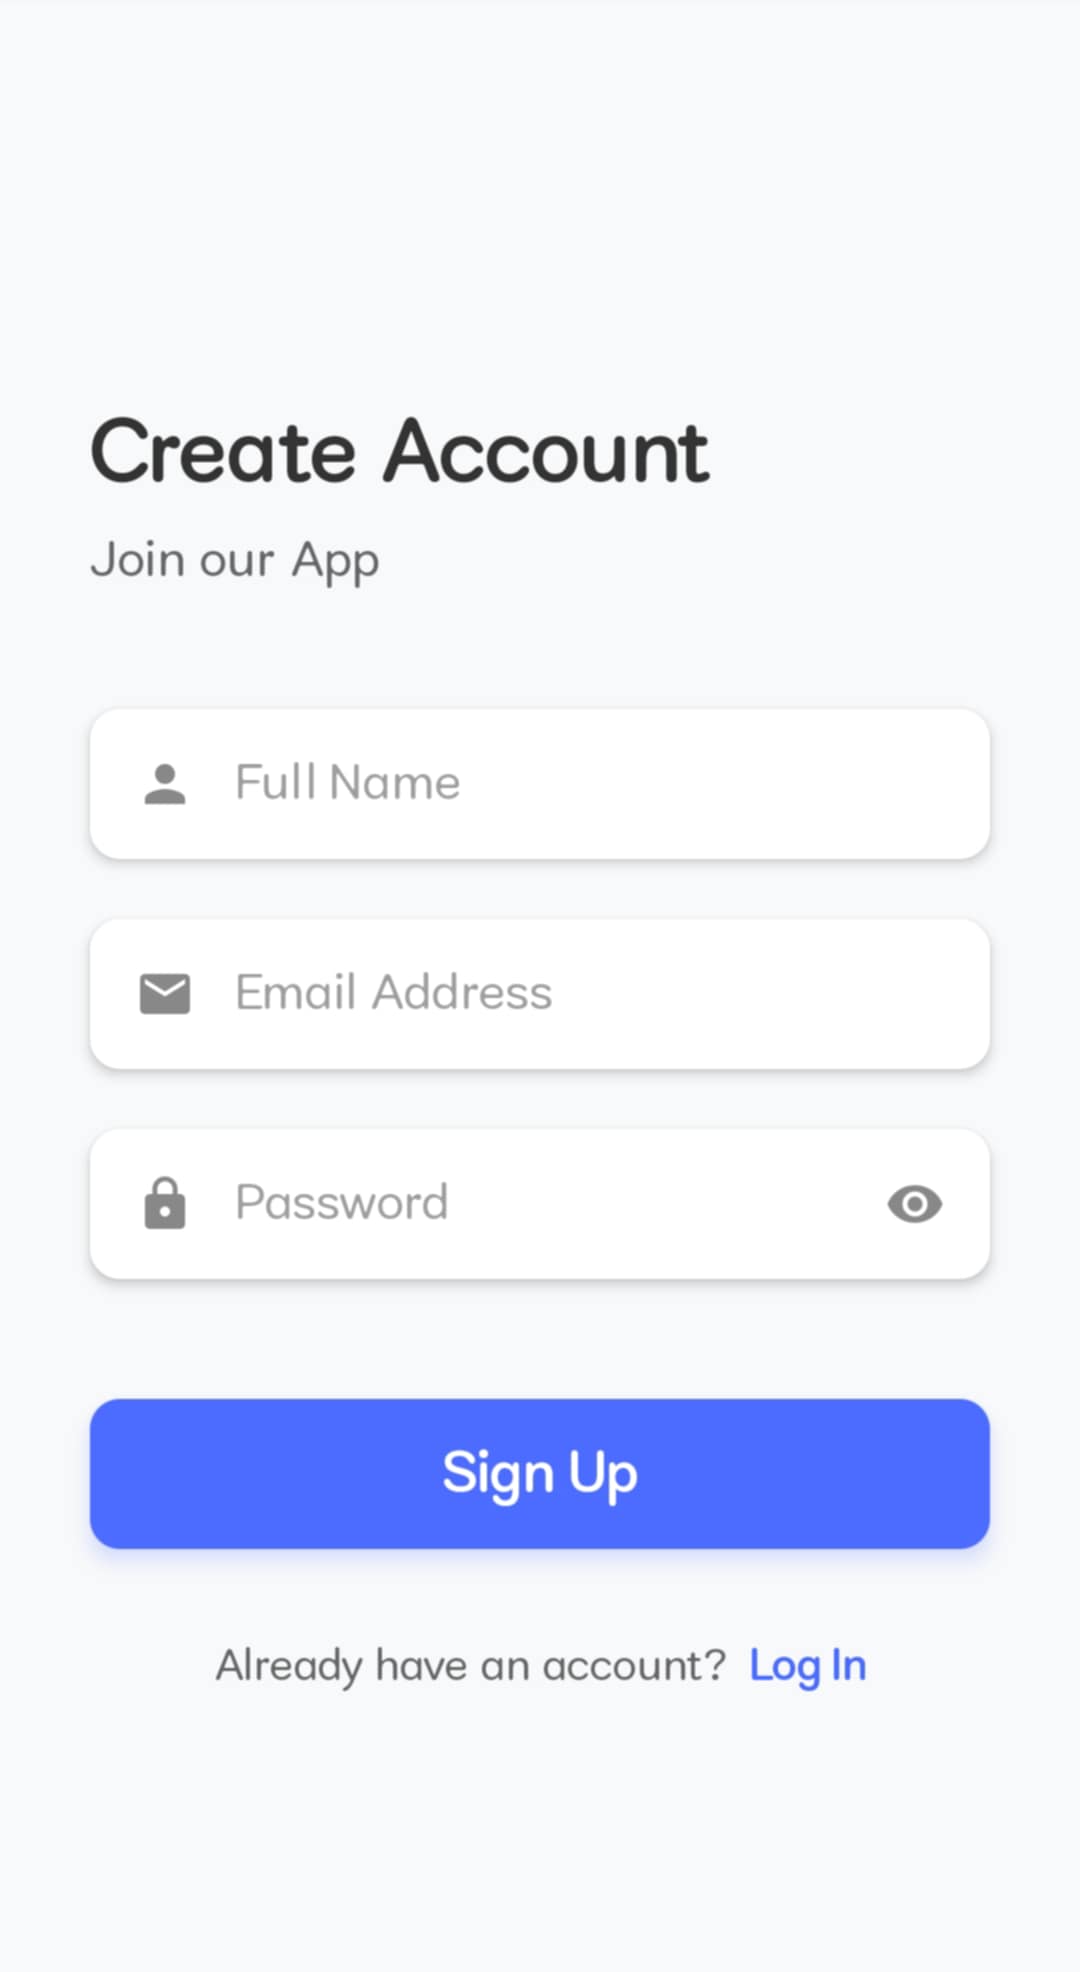 Create Account
Join our App
Full Name
Email Address
Password
Sign Up
Already have an account? Log In